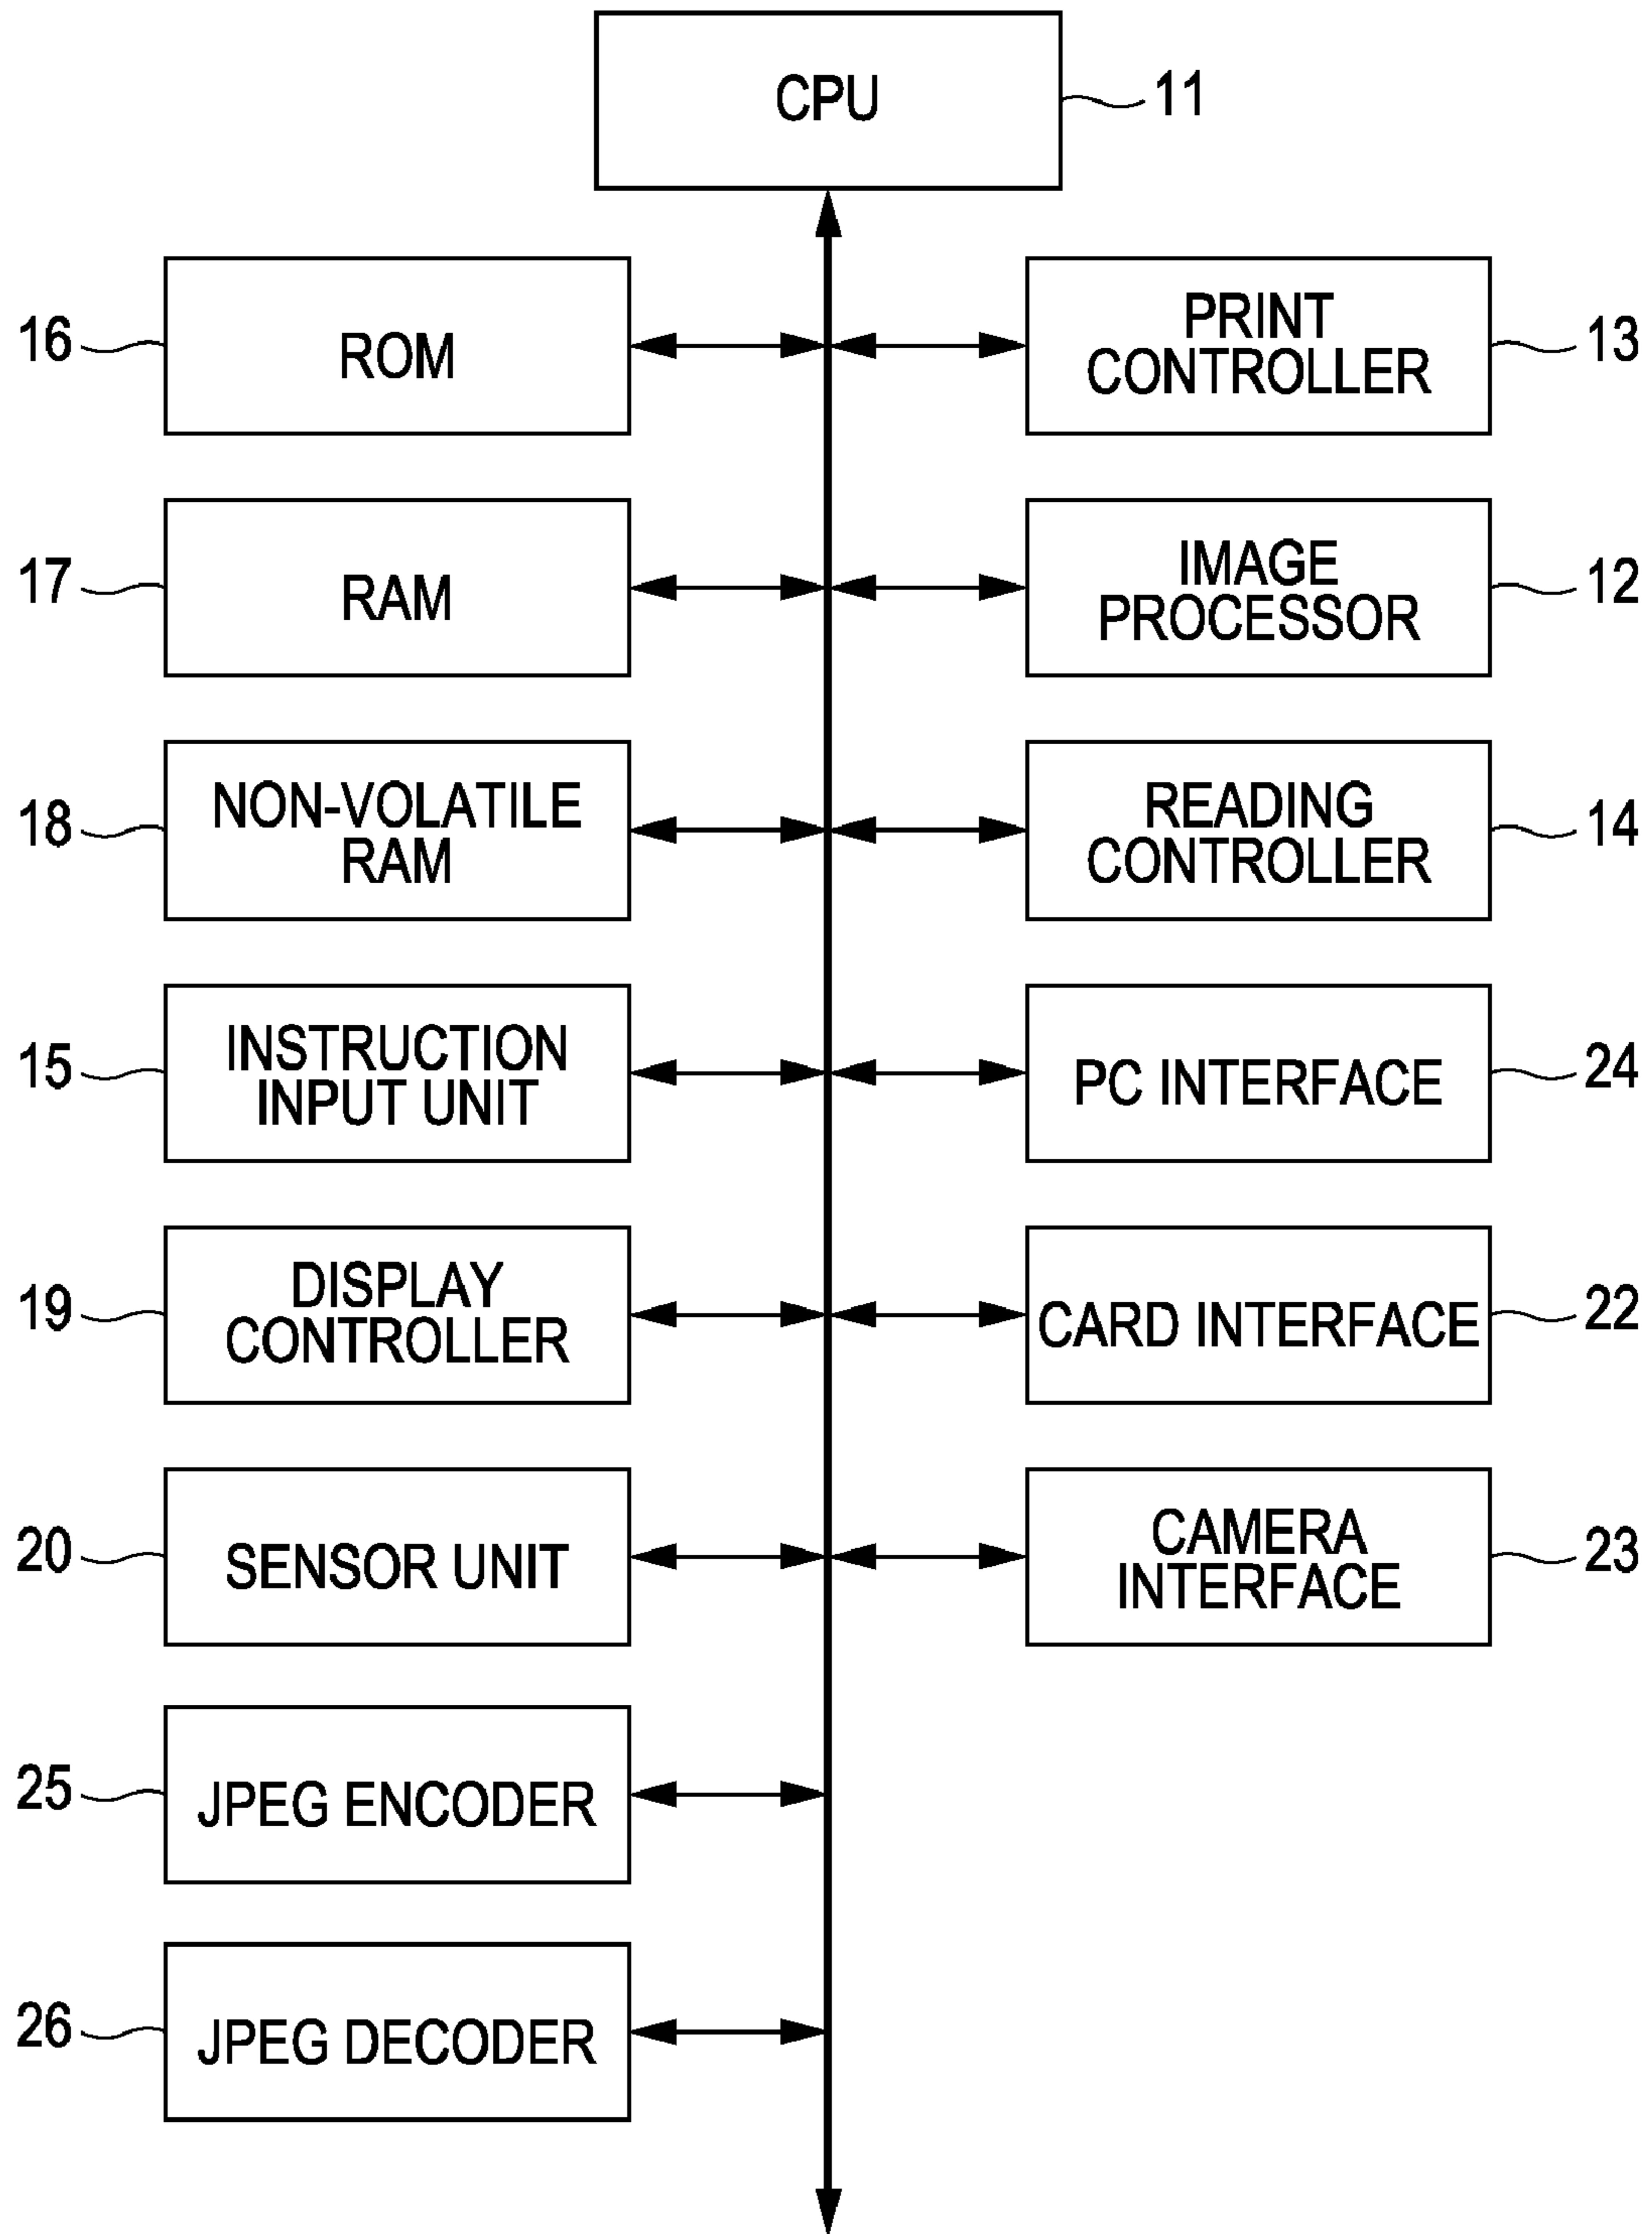 CPU
11
16
ROM
PRINT
CONTROLLER
13
17
RAM
IMAGE
PROCESSOR
12
18
NON-VOLATILE
RAM
READING
CONTROLLER
14
15
INSTRUCTION
INPUT UNIT
PC INTERFACE
24
19
DISPLAY
CONTROLLER
CARD INTERFACE
22
20
SENSOR UNIT
CAMERA
INTERFACE
23
25
JPEG ENCODER
26
JPEG DECODER